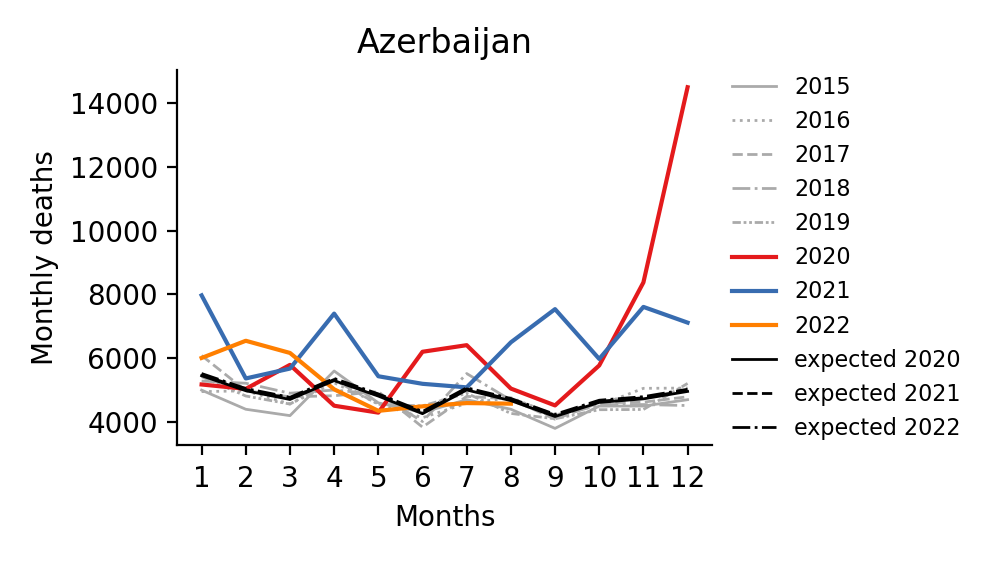 Azerbaijan
Monthly deaths
14000
12000
10000
8000
6000
4000
1 2 3 4 5 6 7 8 9 10 11 12
Months
2015
2016
2017
2018
2019
2020
2021
2022
expected 2020
expected 2021
expected 2022